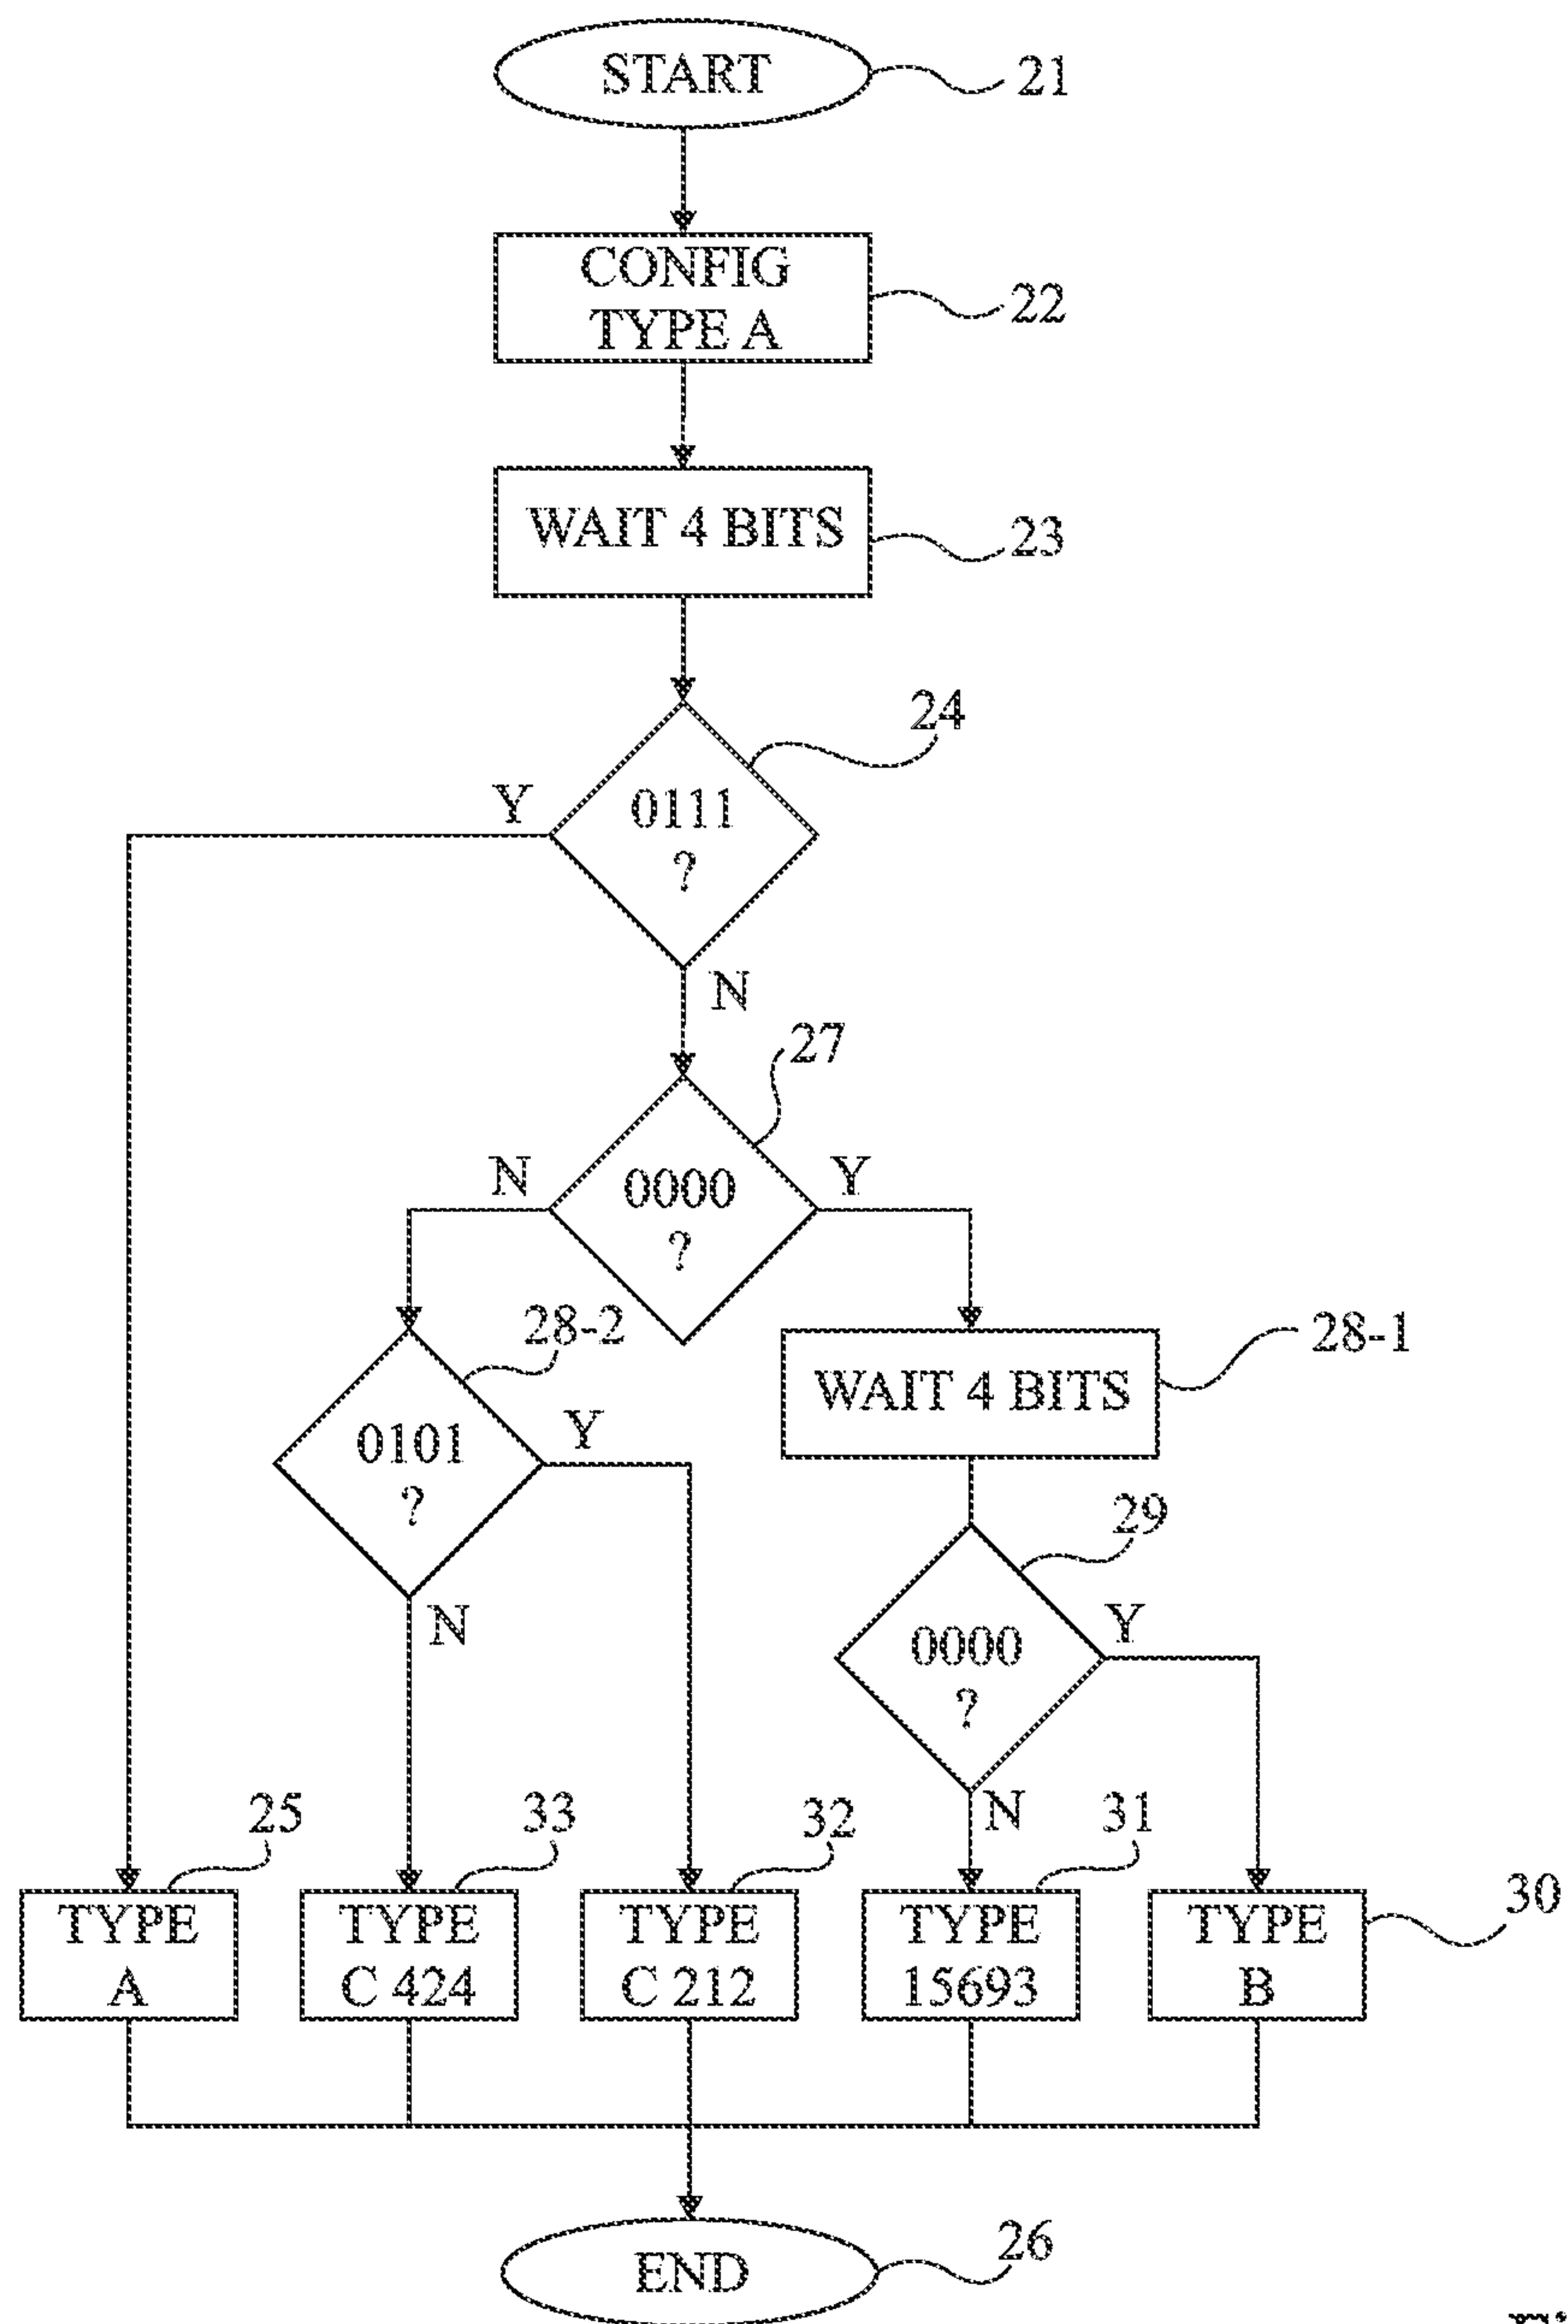 START
21
CONFIG
TYPE A
22
WAIT 4 BITS
23
24
Y
0111
?
N
27
N
0000
?
Y
28-2
28-1
WAIT 4 BITS
0101
?
Y
N
29
0000
?
Y
N
25
33
32
31
30
TYPE
A
TYPE
C 424
TYPE
C 212
TYPE
15693
TYPE
B
26
END